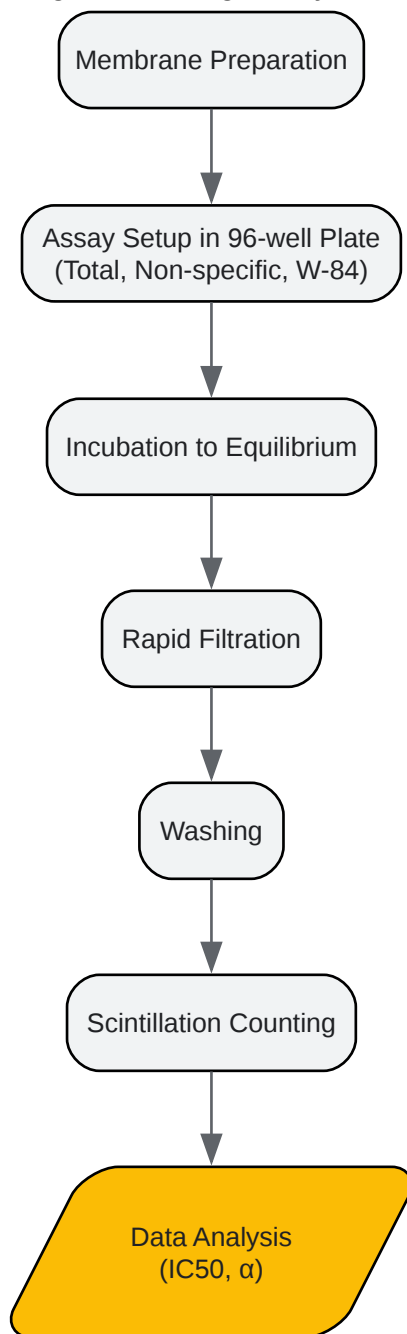 Membrane Preparation
Assay Setup in 96-well Plate
(Total, Non-specific, W-84)
Incubation to Equilibrium
Rapid Filtration
Washing
Scintillation Counting
Data Analysis
(IC50, α)